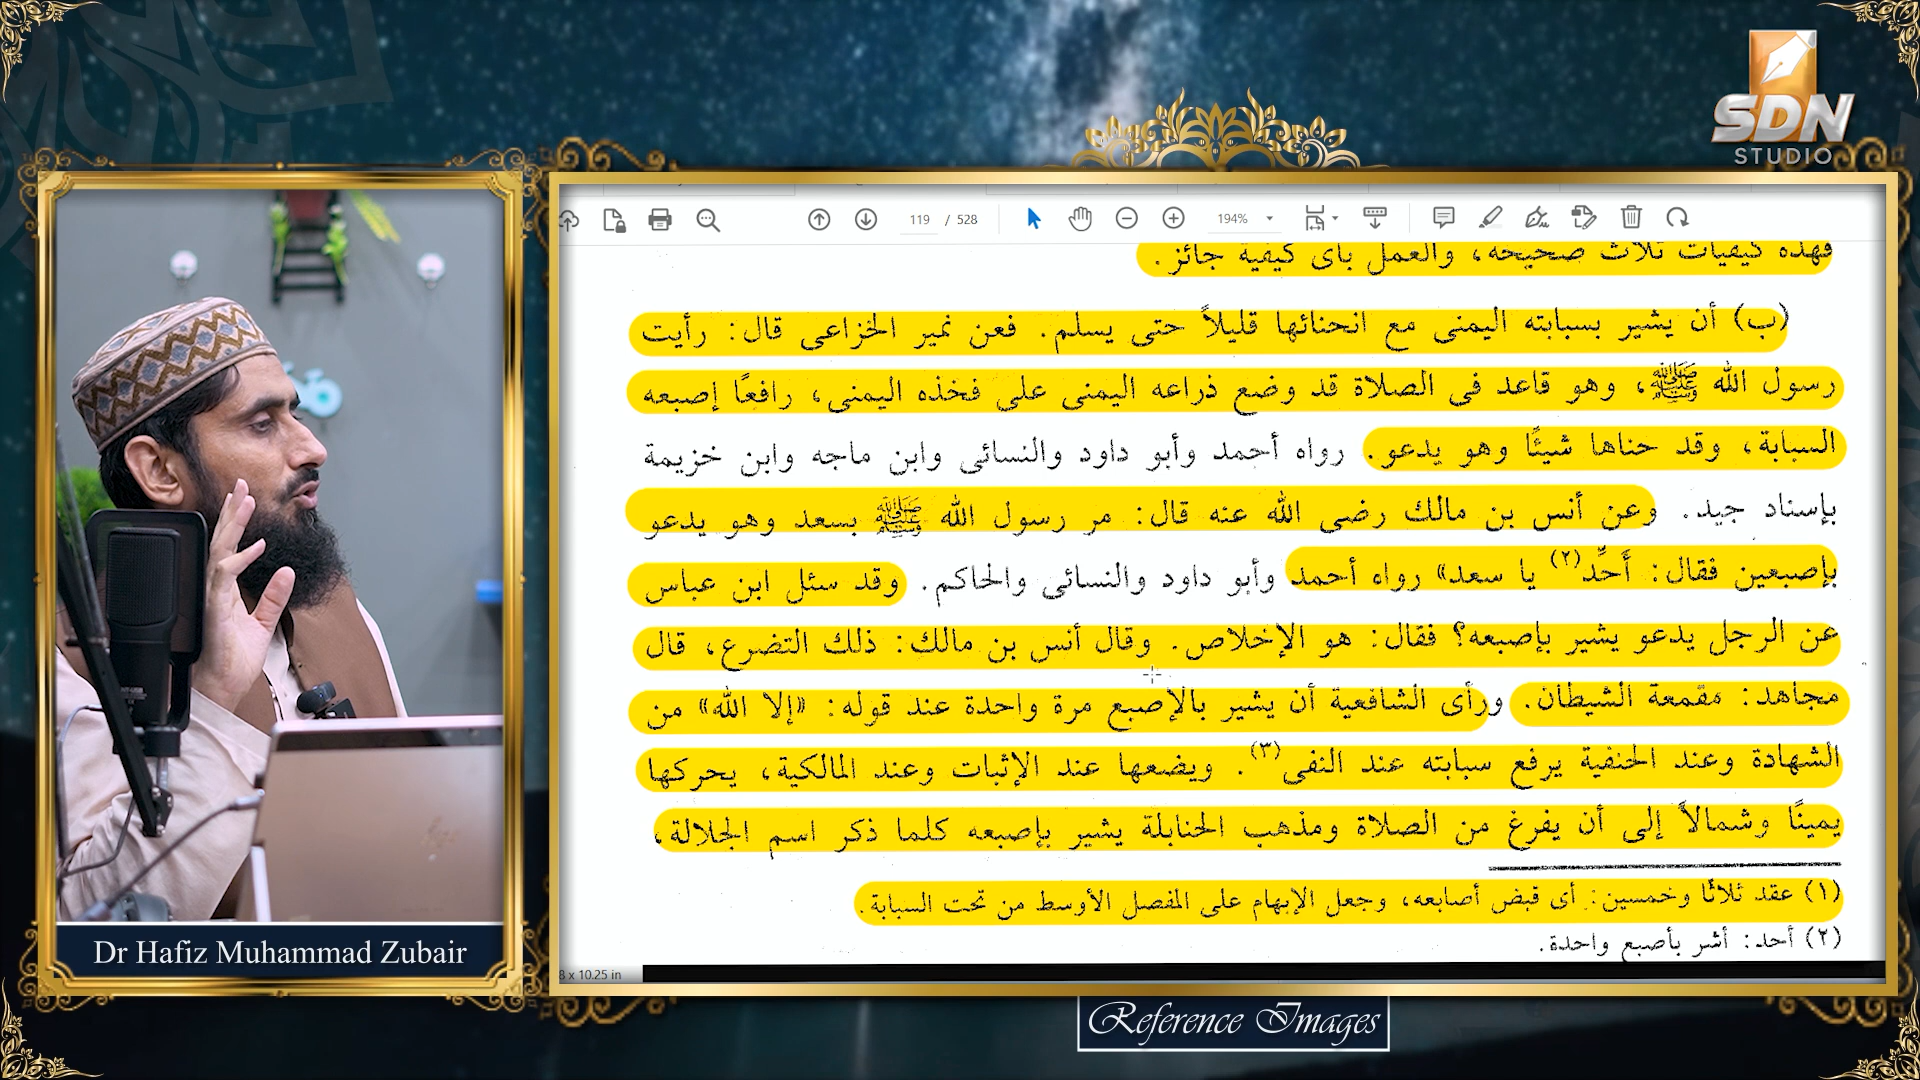 SDN
STUDIO
119 / 528
194%
فهذه كيفيات ثلاث صحيحة، والعمل بأى كيفية جائز.
(ب) أن يشير بسبابته اليمنى مع انحنائها قليلاً حتى يسلم. فعن نمير الخزاعى قال: رأيت
رسول الله ﷺ، وهو قاعد فى الصلاة قد وضع ذراعه اليمنى على فخذه اليمنى، رافعًا إصبعه
السبابة، وقد حناها شيئًا وهو يدعو. رواه أحمد وأبو داود والنسائى وابن ماجه وابن خزيمة
بإسناد جيد. وعن أنس بن مالك رضى الله عنه قال: مر رسول الله ﷺ بسعد وهو يدعو
بإصبعين فقال: أَحِّد(٢) يا سعد» رواه أحمد وأبو داود والنسائى والحاكم. وقد سئل ابن عباس
عن الرجل يدعو يشير بإصبعه؟ فقال: هو الإخلاص. وقال أنس بن مالك: ذلك التضرع، قال
مجاهد: مقمعة الشيطان. ورأى الشافعية أن يشير بالإصبع مرة واحدة عند قوله: «إلا الله» من
الشهادة وعند الحنفية يرفع سبابته عند النفى(٣). ويضعها عند الإثبات وعند المالكية، يحركها
يمينًا وشمالاً إلى أن يفرغ من الصلاة ومذهب الحنابلة يشير بإصبعه كلما ذكر اسم الجلالة،
(١) عقد ثلاثًا وخمسين: أى قبض أصابعه، وجعل الإبهام على المفصل الأوسط من تحت السبابة.
(٢) أحد: أشر بأصبع واحدة.
8 x 10.25 in
Dr Hafiz Muhammad Zubair
Reference Images